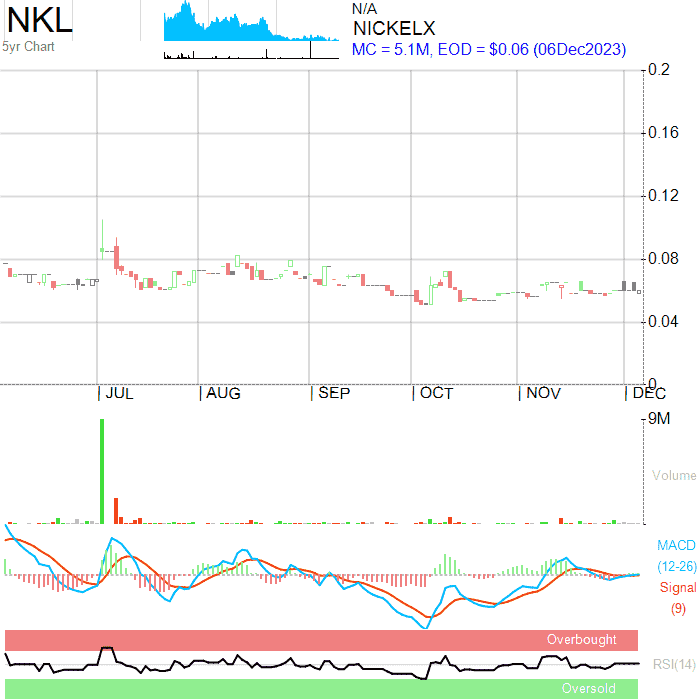 NKL
5yr Chart
N/A
NICKELX
MC = 5.1M, EOD = $0.06 (06Dec2023)
0.2
0.16
0.12
0.08
0.04
0
JUL
AUG
SEP
OCT
NOV
DEC
9M
Volume
MACD
(12-26)
Signal
(9)
Overbought
RSI(14)
Oversold